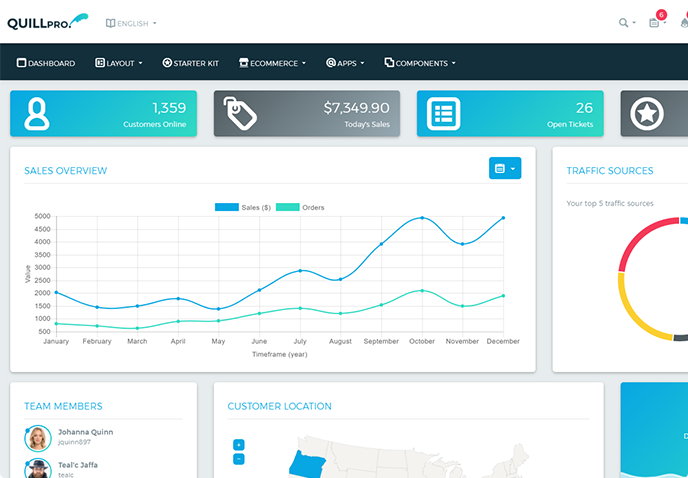 QUILLPRO.
ENGLISH
6
DASHBOARD
LAYOUT
STARTER KIT
ECOMMERCE
APPS
COMPONENTS
1,359
Customers Online
$7,349.90
Today's Sales
26
Open Tickets
SALES OVERVIEW
Sales ($)
Orders
5000
4500
4000
3500
3000
2500
2000
1500
1000
500
Value
January
February
March
April
May
June
July
August
September
October
November
December
Timeframe (year)
TRAFFIC SOURCES
Your top 5 traffic sources
TEAM MEMBERS
Johanna Quinn
jquinn897
Teal'c Jaffa
tealc
CUSTOMER LOCATION
+
−
D